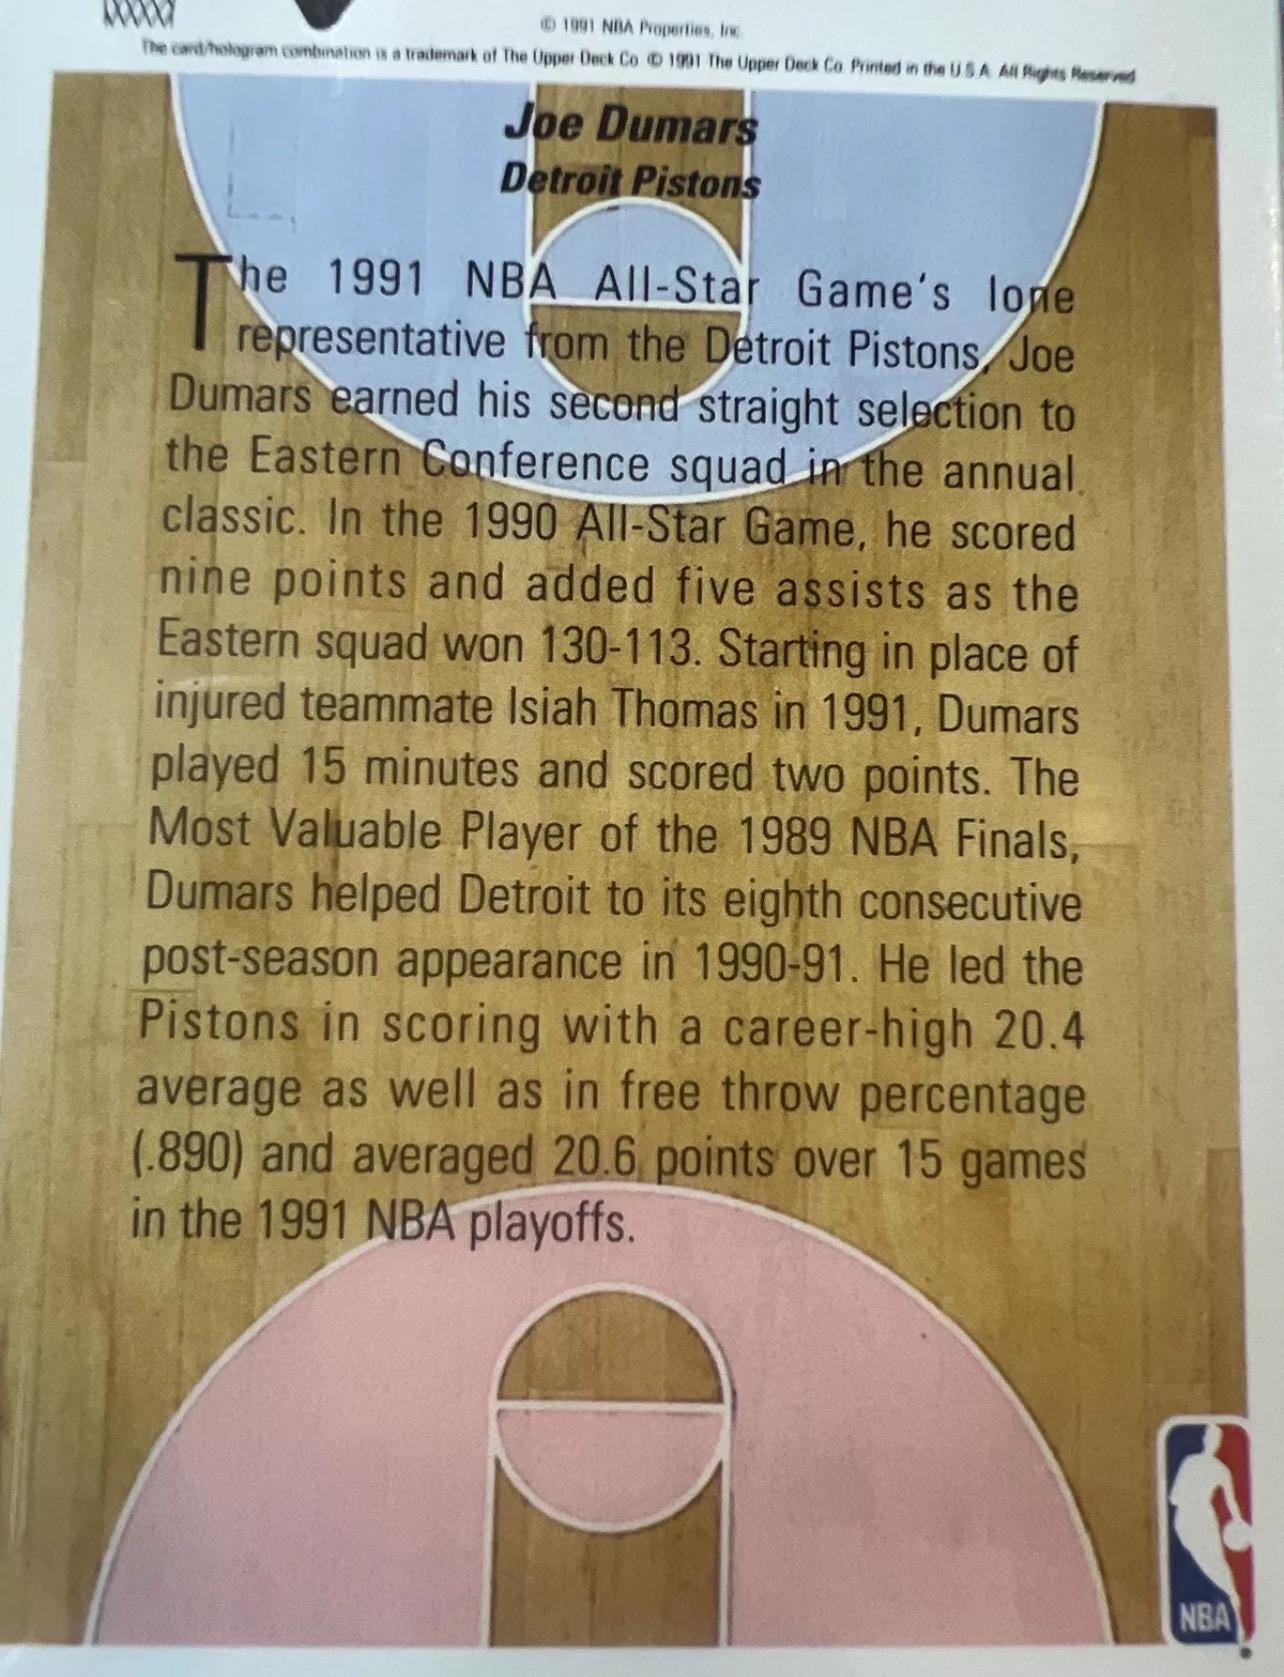 © 1991 NBA Properties, Inc.
The card/hologram combination is a trademark of The Upper Deck Co. © 1991 The Upper Deck Co. Printed in the U.S.A. All Rights Reserved
Joe Dumars
Detroit Pistons
The 1991 NBA All-Star Game's lone
representative from the Detroit Pistons, Joe
Dumars earned his second straight selection to
the Eastern Conference squad in the annual
classic. In the 1990 All-Star Game, he scored
nine points and added five assists as the
Eastern squad won 130-113. Starting in place of
injured teammate Isiah Thomas in 1991, Dumars
played 15 minutes and scored two points. The
Most Valuable Player of the 1989 NBA Finals,
Dumars helped Detroit to its eighth consecutive
post-season appearance in 1990-91. He led the
Pistons in scoring with a career-high 20.4
average as well as in free throw percentage
(.890) and averaged 20.6 points over 15 games
in the 1991 NBA playoffs.
NBA